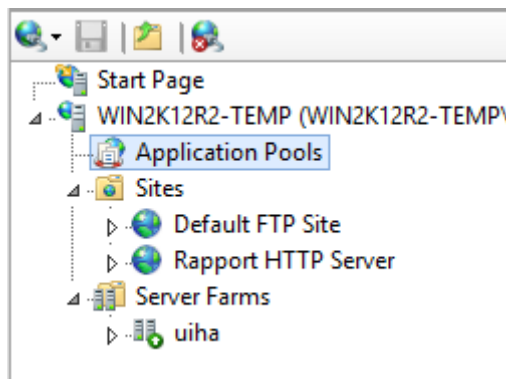 Start Page
WIN2K12R2-TEMP (WIN2K12R2-TEMP\
Application Pools
Sites
Default FTP Site
Rapport HTTP Server
Server Farms
uiha